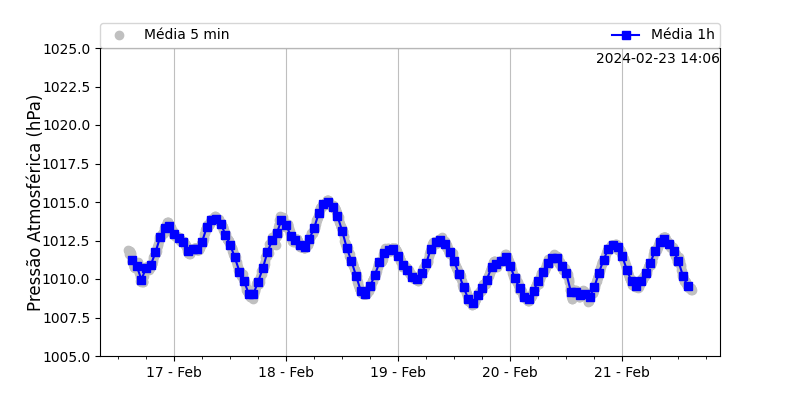 Média 5 min
Média 1h
2024-02-23 14:06
Pressão Atmosférica (hPa)
1025.0
1022.5
1020.0
1017.5
1015.0
1012.5
1010.0
1007.5
1005.0
17 - Feb
18 - Feb
19 - Feb
20 - Feb
21 - Feb